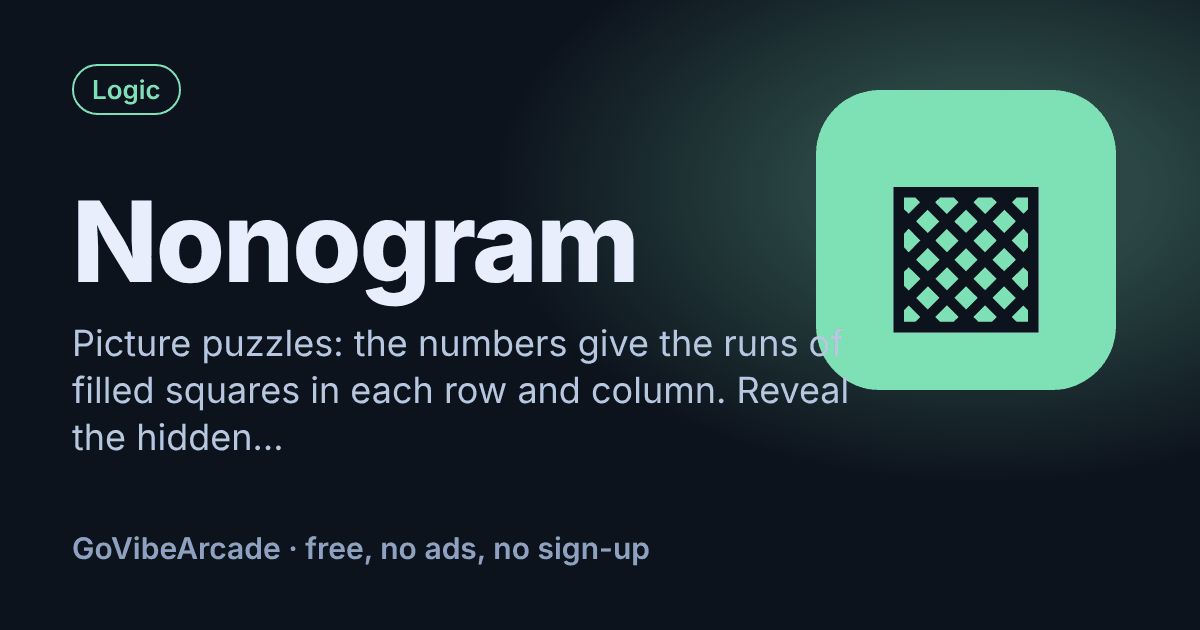 Logic
Nonogram
Picture puzzles: the numbers give the runs of
filled squares in each row and column. Reveal
the hidden…
GoVibeArcade · free, no ads, no sign-up